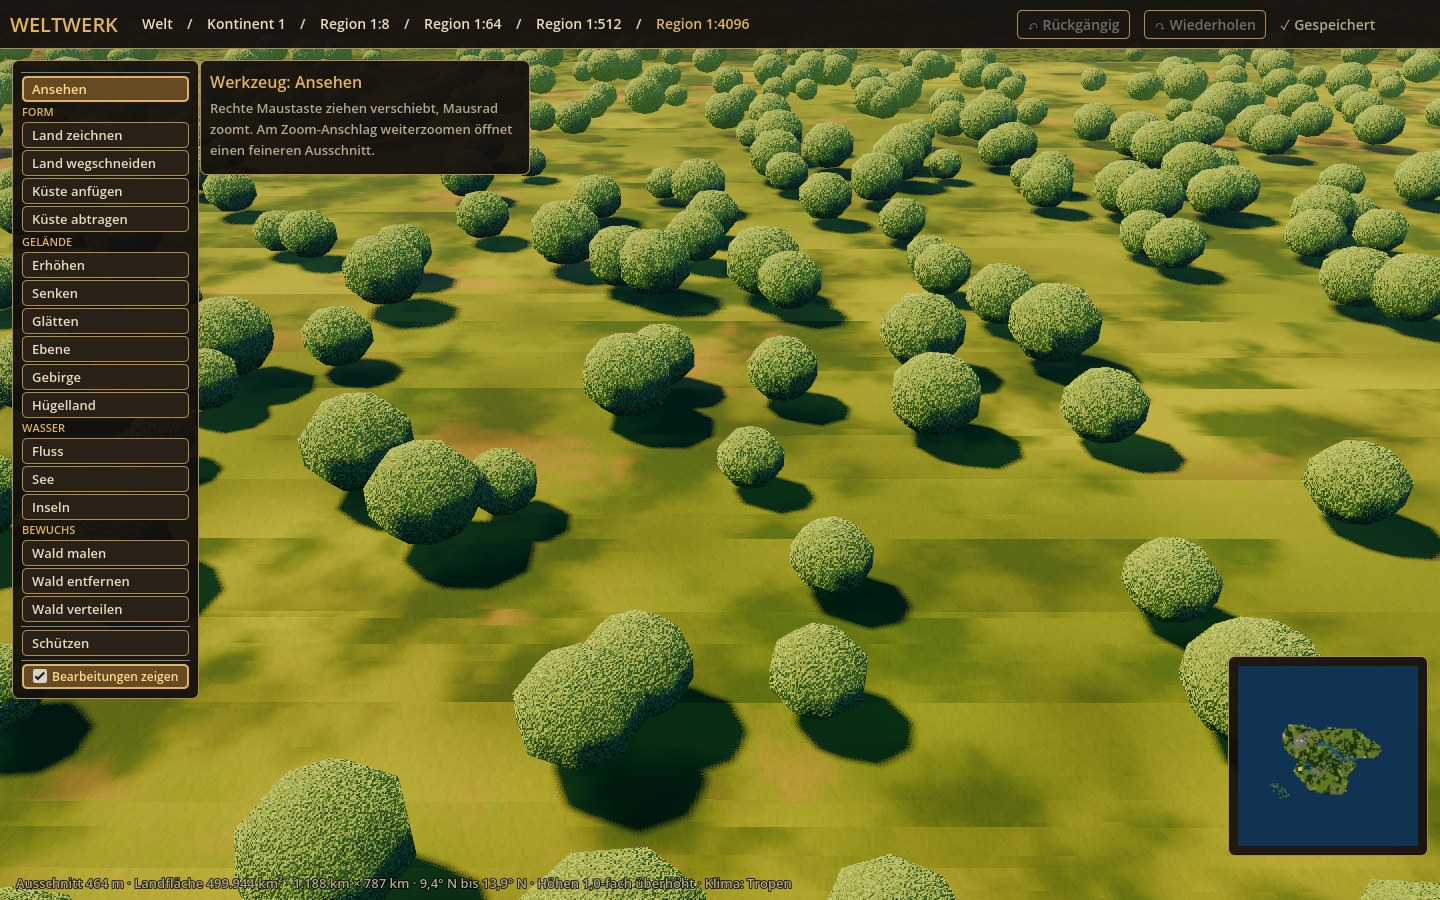 WELTWERK Welt / Kontinent 1 / Region 1:8 / Region 1:64 / Region 1:512 / Region 1:4096 Rückgängig Wiederholen ✓ Gespeichert
Ansehen
FORM
Land zeichnen
Land wegschneiden
Küste anfügen
Küste abtragen
GELÄNDE
Erhöhen
Senken
Glätten
Ebene
Gebirge
Hügelland
WASSER
Fluss
See
Inseln
BEWUCHS
Wald malen
Wald entfernen
Wald verteilen
Schützen
Bearbeitungen zeigen
Werkzeug: Ansehen
Rechte Maustaste ziehen verschiebt, Mausrad
zoomt. Am Zoom-Anschlag weiterzoomen öffnet
einen feineren Ausschnitt.
Ausschnitt 464 m · Landfläche 499.944 km² · 1.188 km × 787 km · 9,4° N bis 13,9° N · Höhen 1,0-fach überhöht · Klima: Tropen